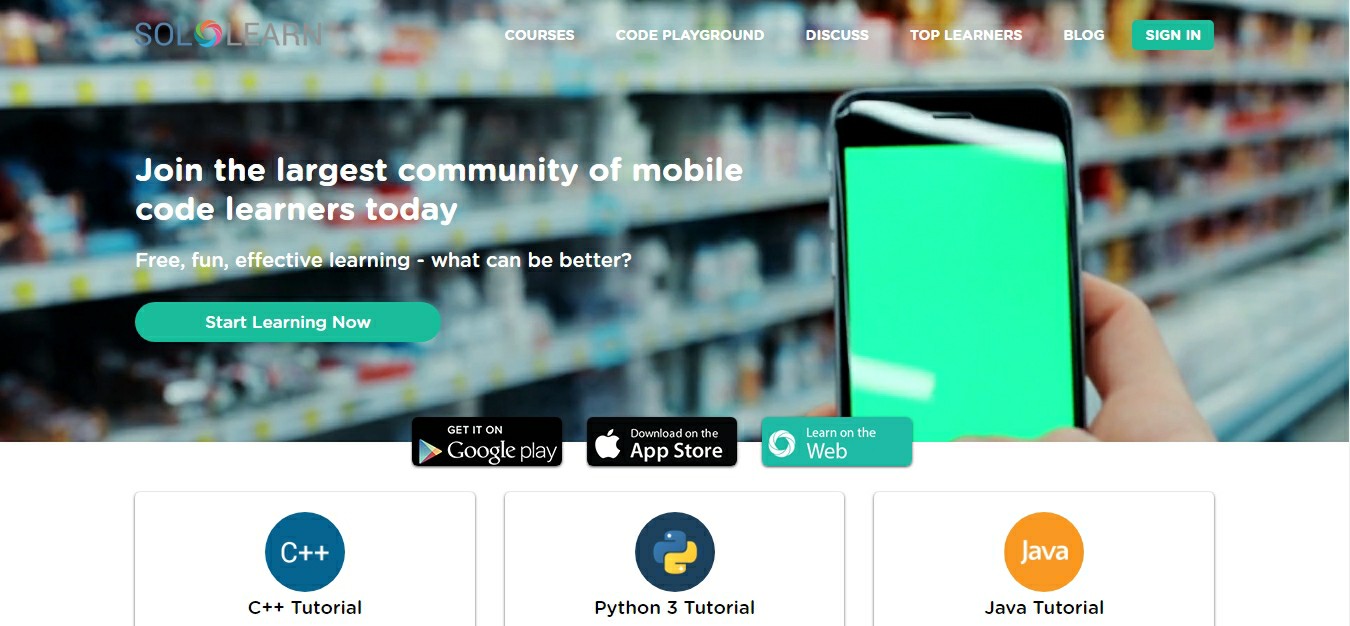 SOLOLEARN
COURSES CODE PLAYGROUND DISCUSS TOP LEARNERS BLOG SIGN IN
Join the largest community of mobile
code learners today
Free, fun, effective learning - what can be better?
Start Learning Now
GET IT ON
Google play
Download on the
App Store
Learn on the
Web
C++
C++ Tutorial
Python 3 Tutorial
Java
Java Tutorial